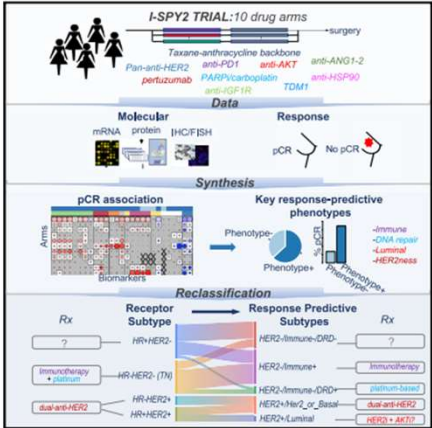 I-SPY2 TRIAL:10 drug arms
surgery
Taxane-anthracycline backbone
Pan-anti-HER2 anti-PD1 anti-AKT anti-ANG1-2
pertuzumab PARPi/carboplatin anti-HSP90
anti-IGF1R TDM1
Data
Molecular Response
mRNA protein IHC/FISH
pCR No pCR
Synthesis
pCR association Key response-predictive
phenotypes
Arms
Biomarkers
Phenotype-
Phenotype+
% pCR
Phenotype+
Phenotype-
-Immune
-DNA repair
-Luminal
-HER2ness
Reclassification
Rx Receptor Subtype Response Predictive Subtypes Rx
? HR+HER2- HER2-/Immune-/DRD- ?
Immunotherapy
+ platinum
HR-HER2- (TN) HER2-/Immune+ Immunotherapy
HER2-/Immune-/DRD+ platinum-based
dual-anti-HER2 HR-HER2+ HER2+/Her2_or_Basal dual-anti-HER2
HR+HER2+ HER2+/Luminal HER2i + AKTi?